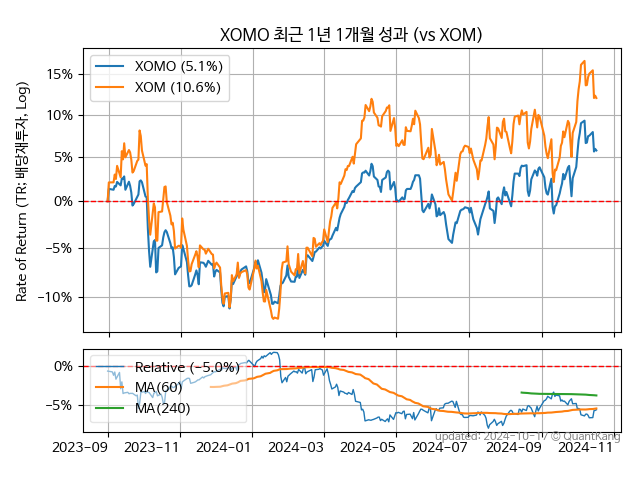 XOMO 최근 1년 1개월 성과 (vs XOM)
Rate of Return (TR: 배당재투자, Log)
15%
10%
5%
0%
−5%
−10%
XOMO (5.1%)
XOM (10.6%)
0%
−5%
Relative (−5.0%)
MA(60)
MA(240)
2023−09 2023−11 2024−01 2024−03 2024−05 2024−07 2024−09 2024−11
updated: 2024-10-17 © QuantKang